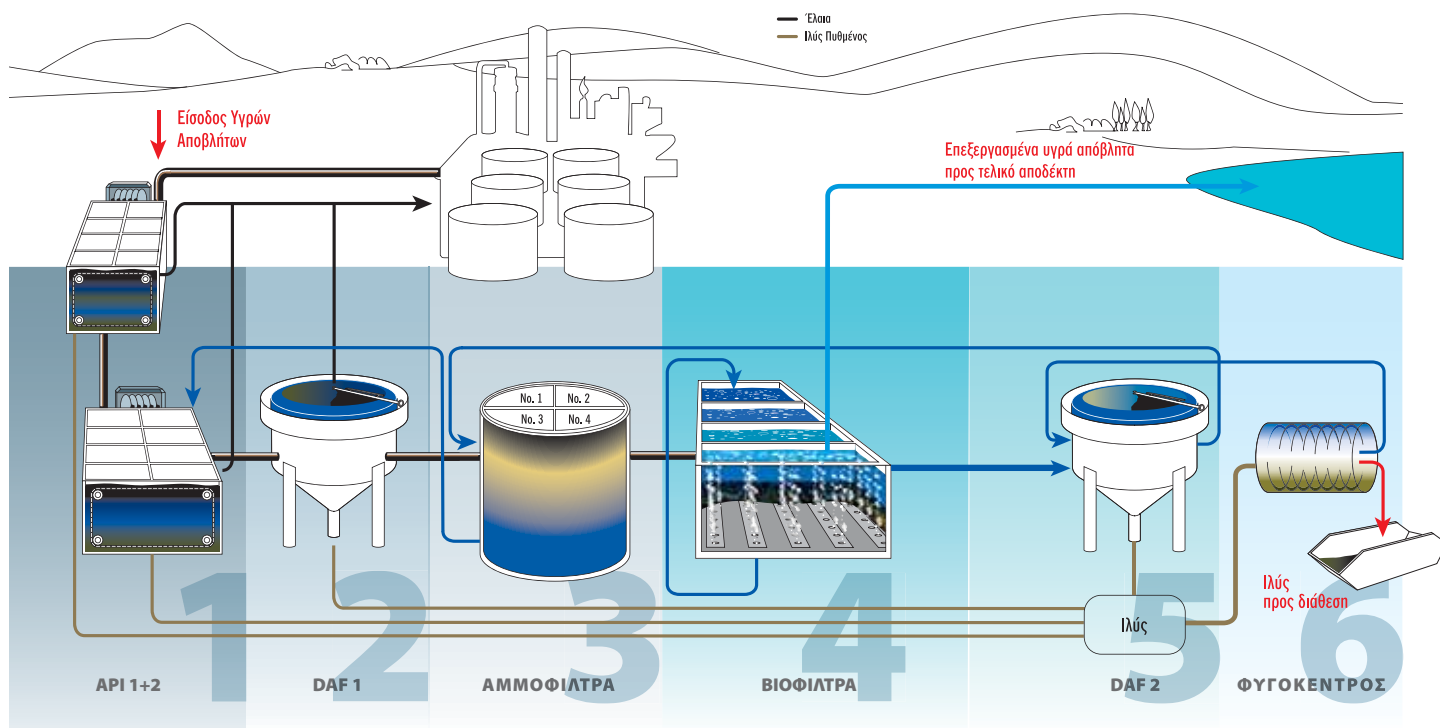 Έλαια
Ιλύς Πυθμένος
Είσοδος Υγρών
Αποβλήτων
Επεξεργασμένα υγρά απόβλητα
προς τελικό αποδέκτη
No. 1
No. 2
No. 3
No. 4
Ιλύς
προς διάθεση
Ιλύς
1
2
3
4
5
6
API 1+2
DAF 1
ΑΜΜΟΦΙΛΤΡΑ
ΒΙΟΦΙΛΤΡΑ
DAF 2
ΦΥΓΟΚΕΝΤΡΟΣ